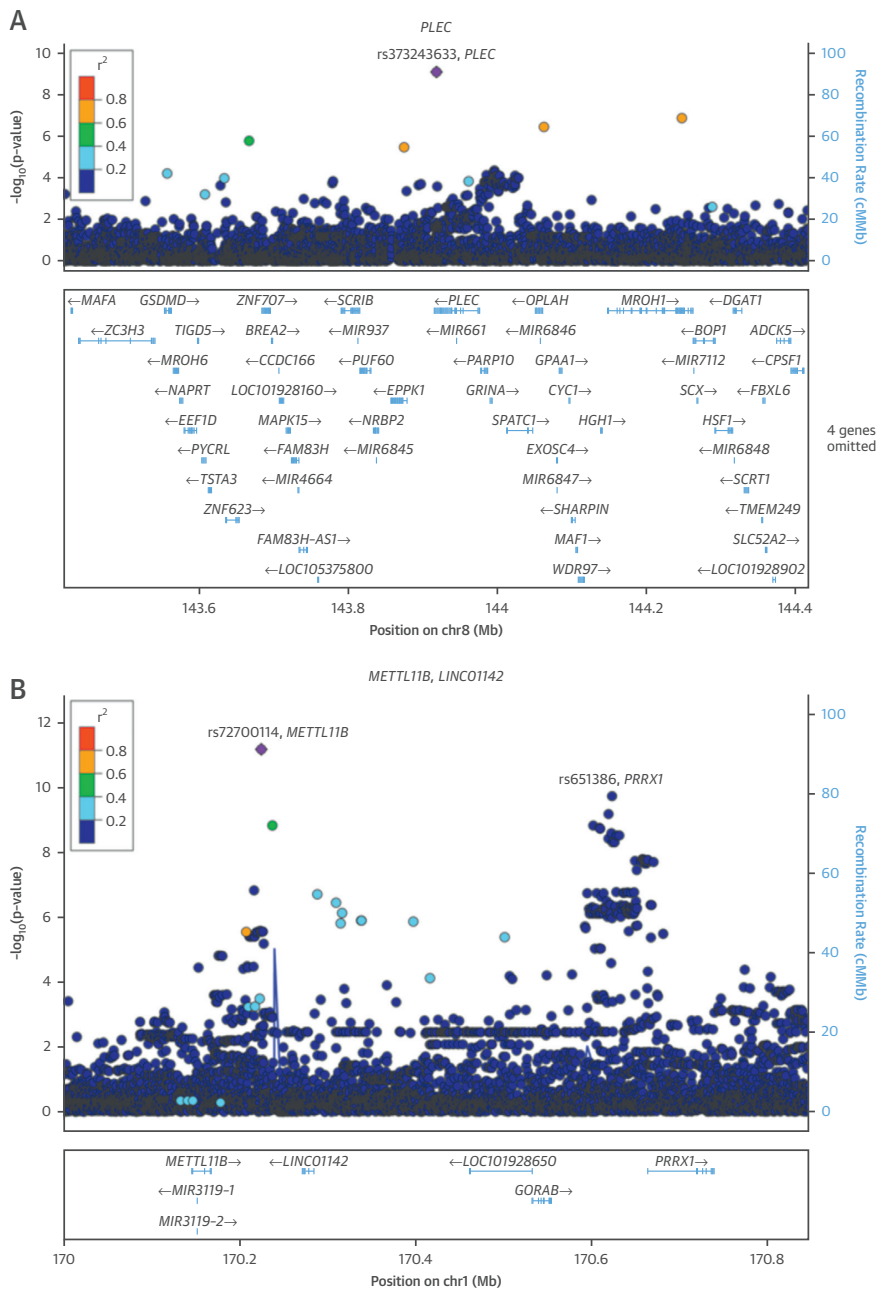 A
PLEC
rs373243633, PLEC
r2
0.8
0.6
0.4
0.2
10
8
6
4
2
0
-log10(p-value)
100
80
60
40
20
0
Recombination Rate (cMMb)
←MAFA GSDMD→ ZNF707→ ←SCRIB ←PLEC ←OPLAH MROH1→ ←DGAT1
←ZC3H3 TIGD5→ BREA2→ ←MIR937 ←MIR661 ←MIR6846 ←BOP1 ADCK5→
←MROH6 ←CCDC166 ←PUF60 ←PARP10 GPAA1→ ←MIR7112 ←CPSF1
←NAPRT LOC101928160→ ←EPPK1 GRINA→ CYC1→ SCX→ ←FBXL6
←EEF1D MAPK15→ ←NRBP2 SPATC1→ HGH1→ HSF1→
←PYCRL ←FAM83H ←MIR6845 EXOSC4→ ←MIR6848
←TSTA3 ←MIR4664 MIR6847→ ←SCRT1
ZNF623→ ←SHARPIN ←TMEM249
FAM83H-AS1→ MAF1→ SLC52A2→
←LOC105375800 WDR97→ ←LOC101928902
4 genes
omitted
143.6 143.8 144 144.2 144.4
Position on chr8 (Mb)
B
METTL11B, LINC01142
rs72700114, METTL11B
rs651386, PRRX1
r2
0.8
0.6
0.4
0.2
12
10
8
6
4
2
0
-log10(p-value)
100
80
60
40
20
0
Recombination Rate (cMMb)
METTL11B→ ←LINC01142 ←LOC101928650 PRRX1→
←MIR3119-1 GORAB→
MIR3119-2→
170 170.2 170.4 170.6 170.8
Position on chr1 (Mb)